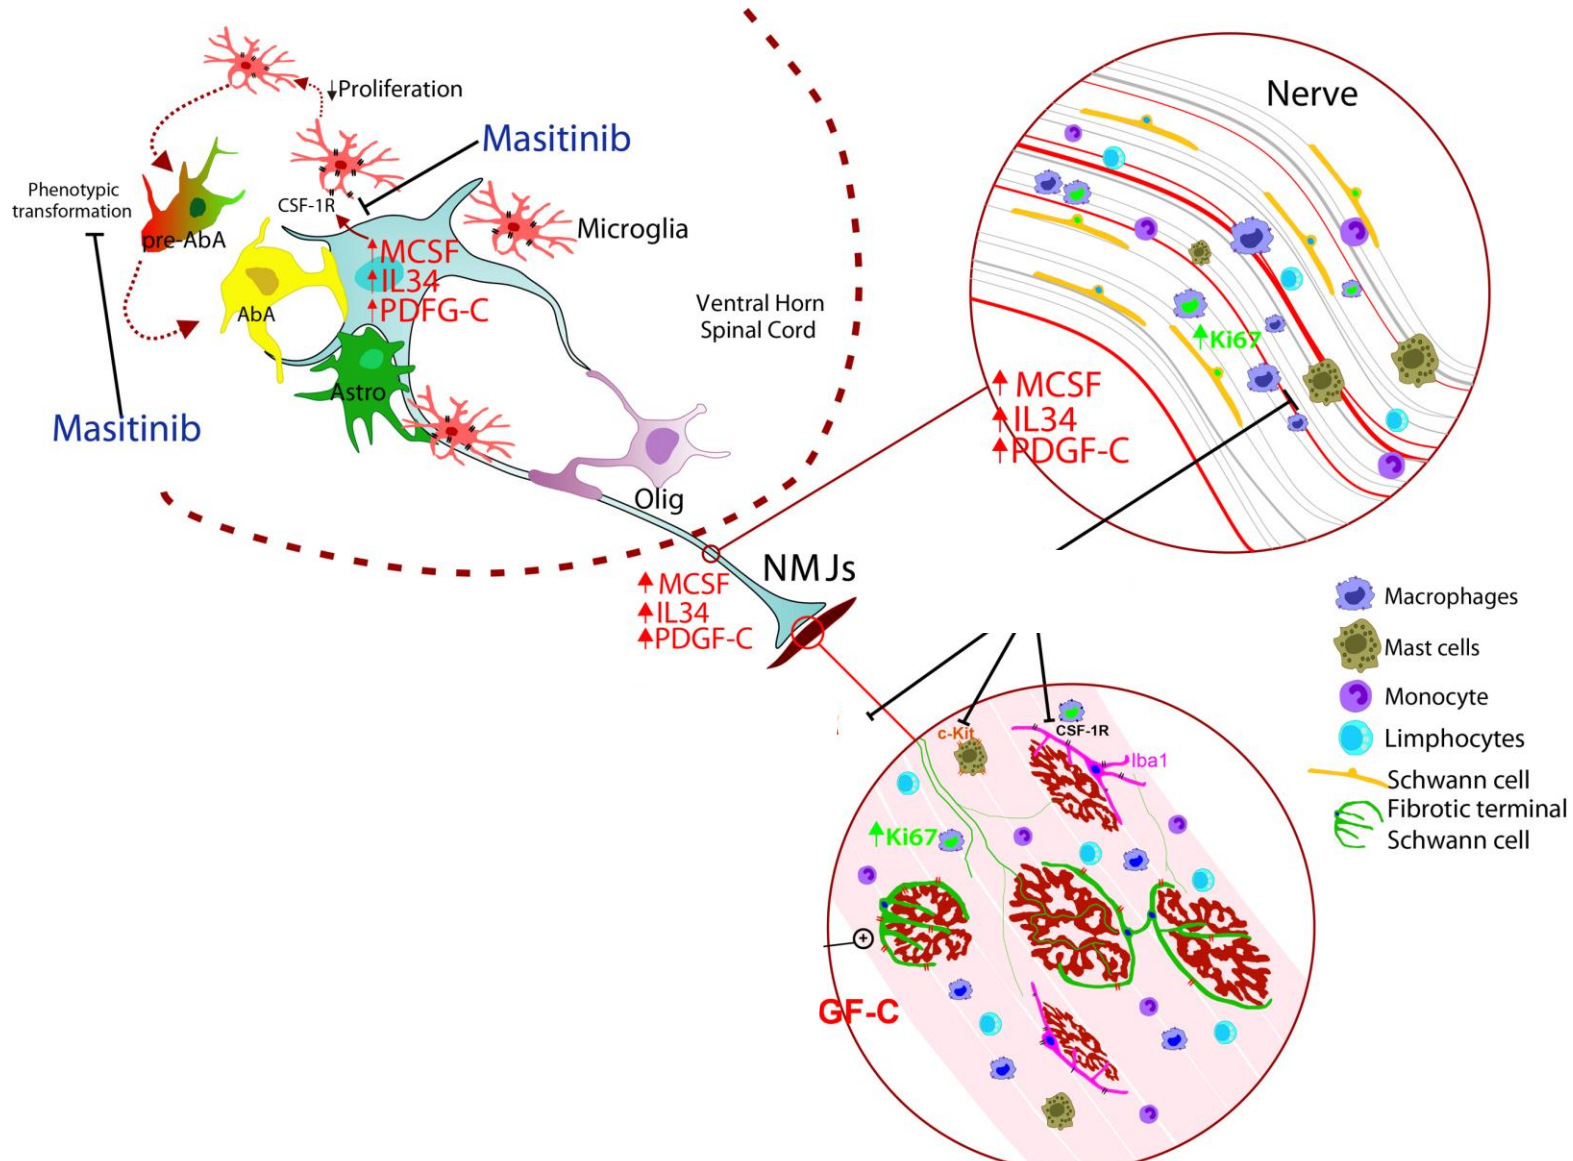 Proliferation
Masitinib
Phenotypic
transformation
CSF-1R
pre-AbA
Microglia
MCSF
IL34
PDFG-C
AbA
Ventral Horn
Spinal Cord
Astro
Masitinib
Olig
Nerve
Ki67
MCSF
IL34
PDGF-C
NMJs
MCSF
IL34
PDGF-C
Macrophages
Mast cells
Monocyte
Limphocytes
Schwann cell
Fibrotic terminal
Schwann cell
c-Kit
CSF-1R
Iba1
Ki67
GF-C